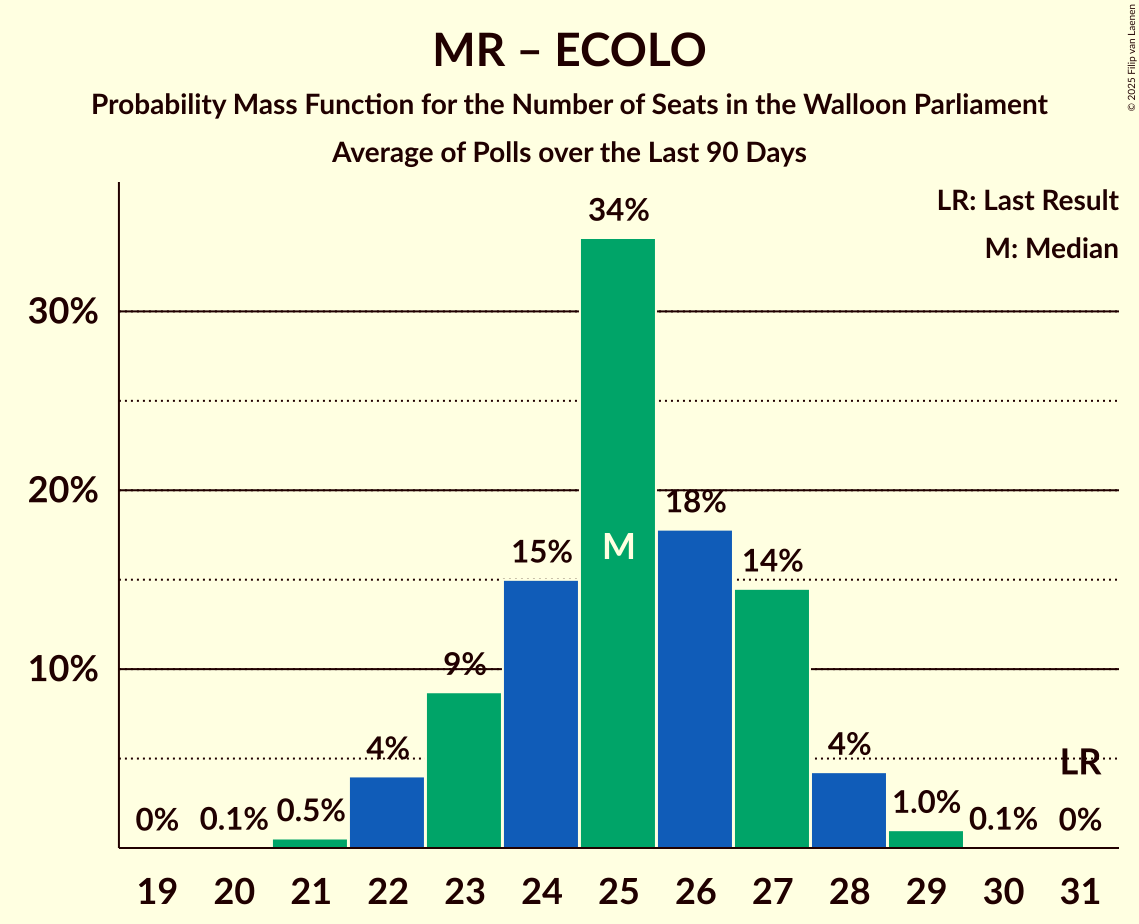 © 2025 Filip van Laenen
MR – ECOLO
Probability Mass Function for the Number of Seats in the Walloon Parliament
Average of Polls over the Last 90 Days
LR: Last Result
M: Median
34%
30%
20%
18%
15%
M
14%
10%
9%
4%
4%
LR
0%
0.1%
0.5%
1.0%
0.1%
0%
19 20 21 22 23 24 25 26 27 28 29 30 31